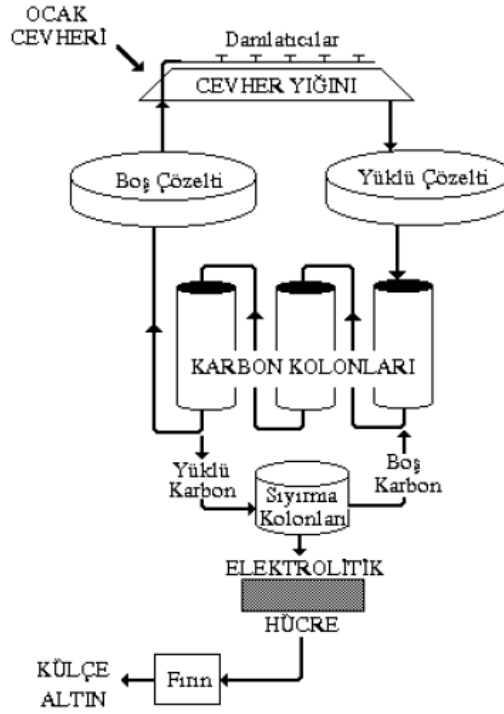 OCAK
CEVHERİ
Damlatıcılar
CEVHER YIĞINI
Boş Çözelti
Yüklü Çözelti
KARBON KOLONLARI
Yüklü
Karbon
Sıyırma
Kolonları
Boş
Karbon
ELEKTROLİTİK
HÜCRE
KÜLÇE
ALTIN
Fırın